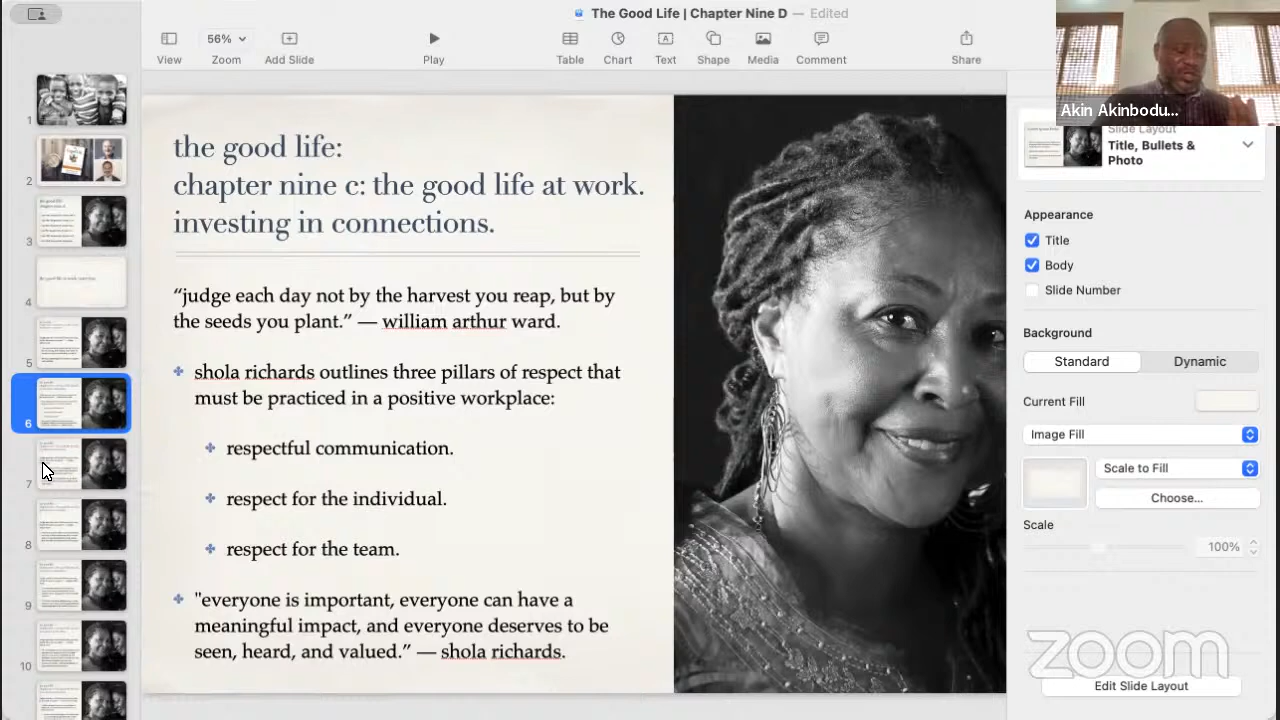 The Good Life | Chapter Nine D — Edited
56%
View
Zoom
Add Slide
Play
Table
Chart
Text
Shape
Media
Comment
Share
Akin Akinbodu...
1
2
3
4
5
6
7
8
9
10
the good life:
chapter nine c: the good life at work.
investing in connections.
“judge each day not by the harvest you reap, but by
the seeds you plant.” — william arthur ward.
shola richards outlines three pillars of respect that
must be practiced in a positive workplace:
respectful communication.
respect for the individual.
respect for the team.
"everyone is important, everyone can have a
meaningful impact, and everyone deserves to be
seen, heard, and valued.” — shola richards.
Slide Layout
Title, Bullets &
Photo
Appearance
Title
Body
Slide Number
Background
Standard
Dynamic
Current Fill
Image Fill
Scale to Fill
Choose...
Scale
100%
zoom
Edit Slide Layout